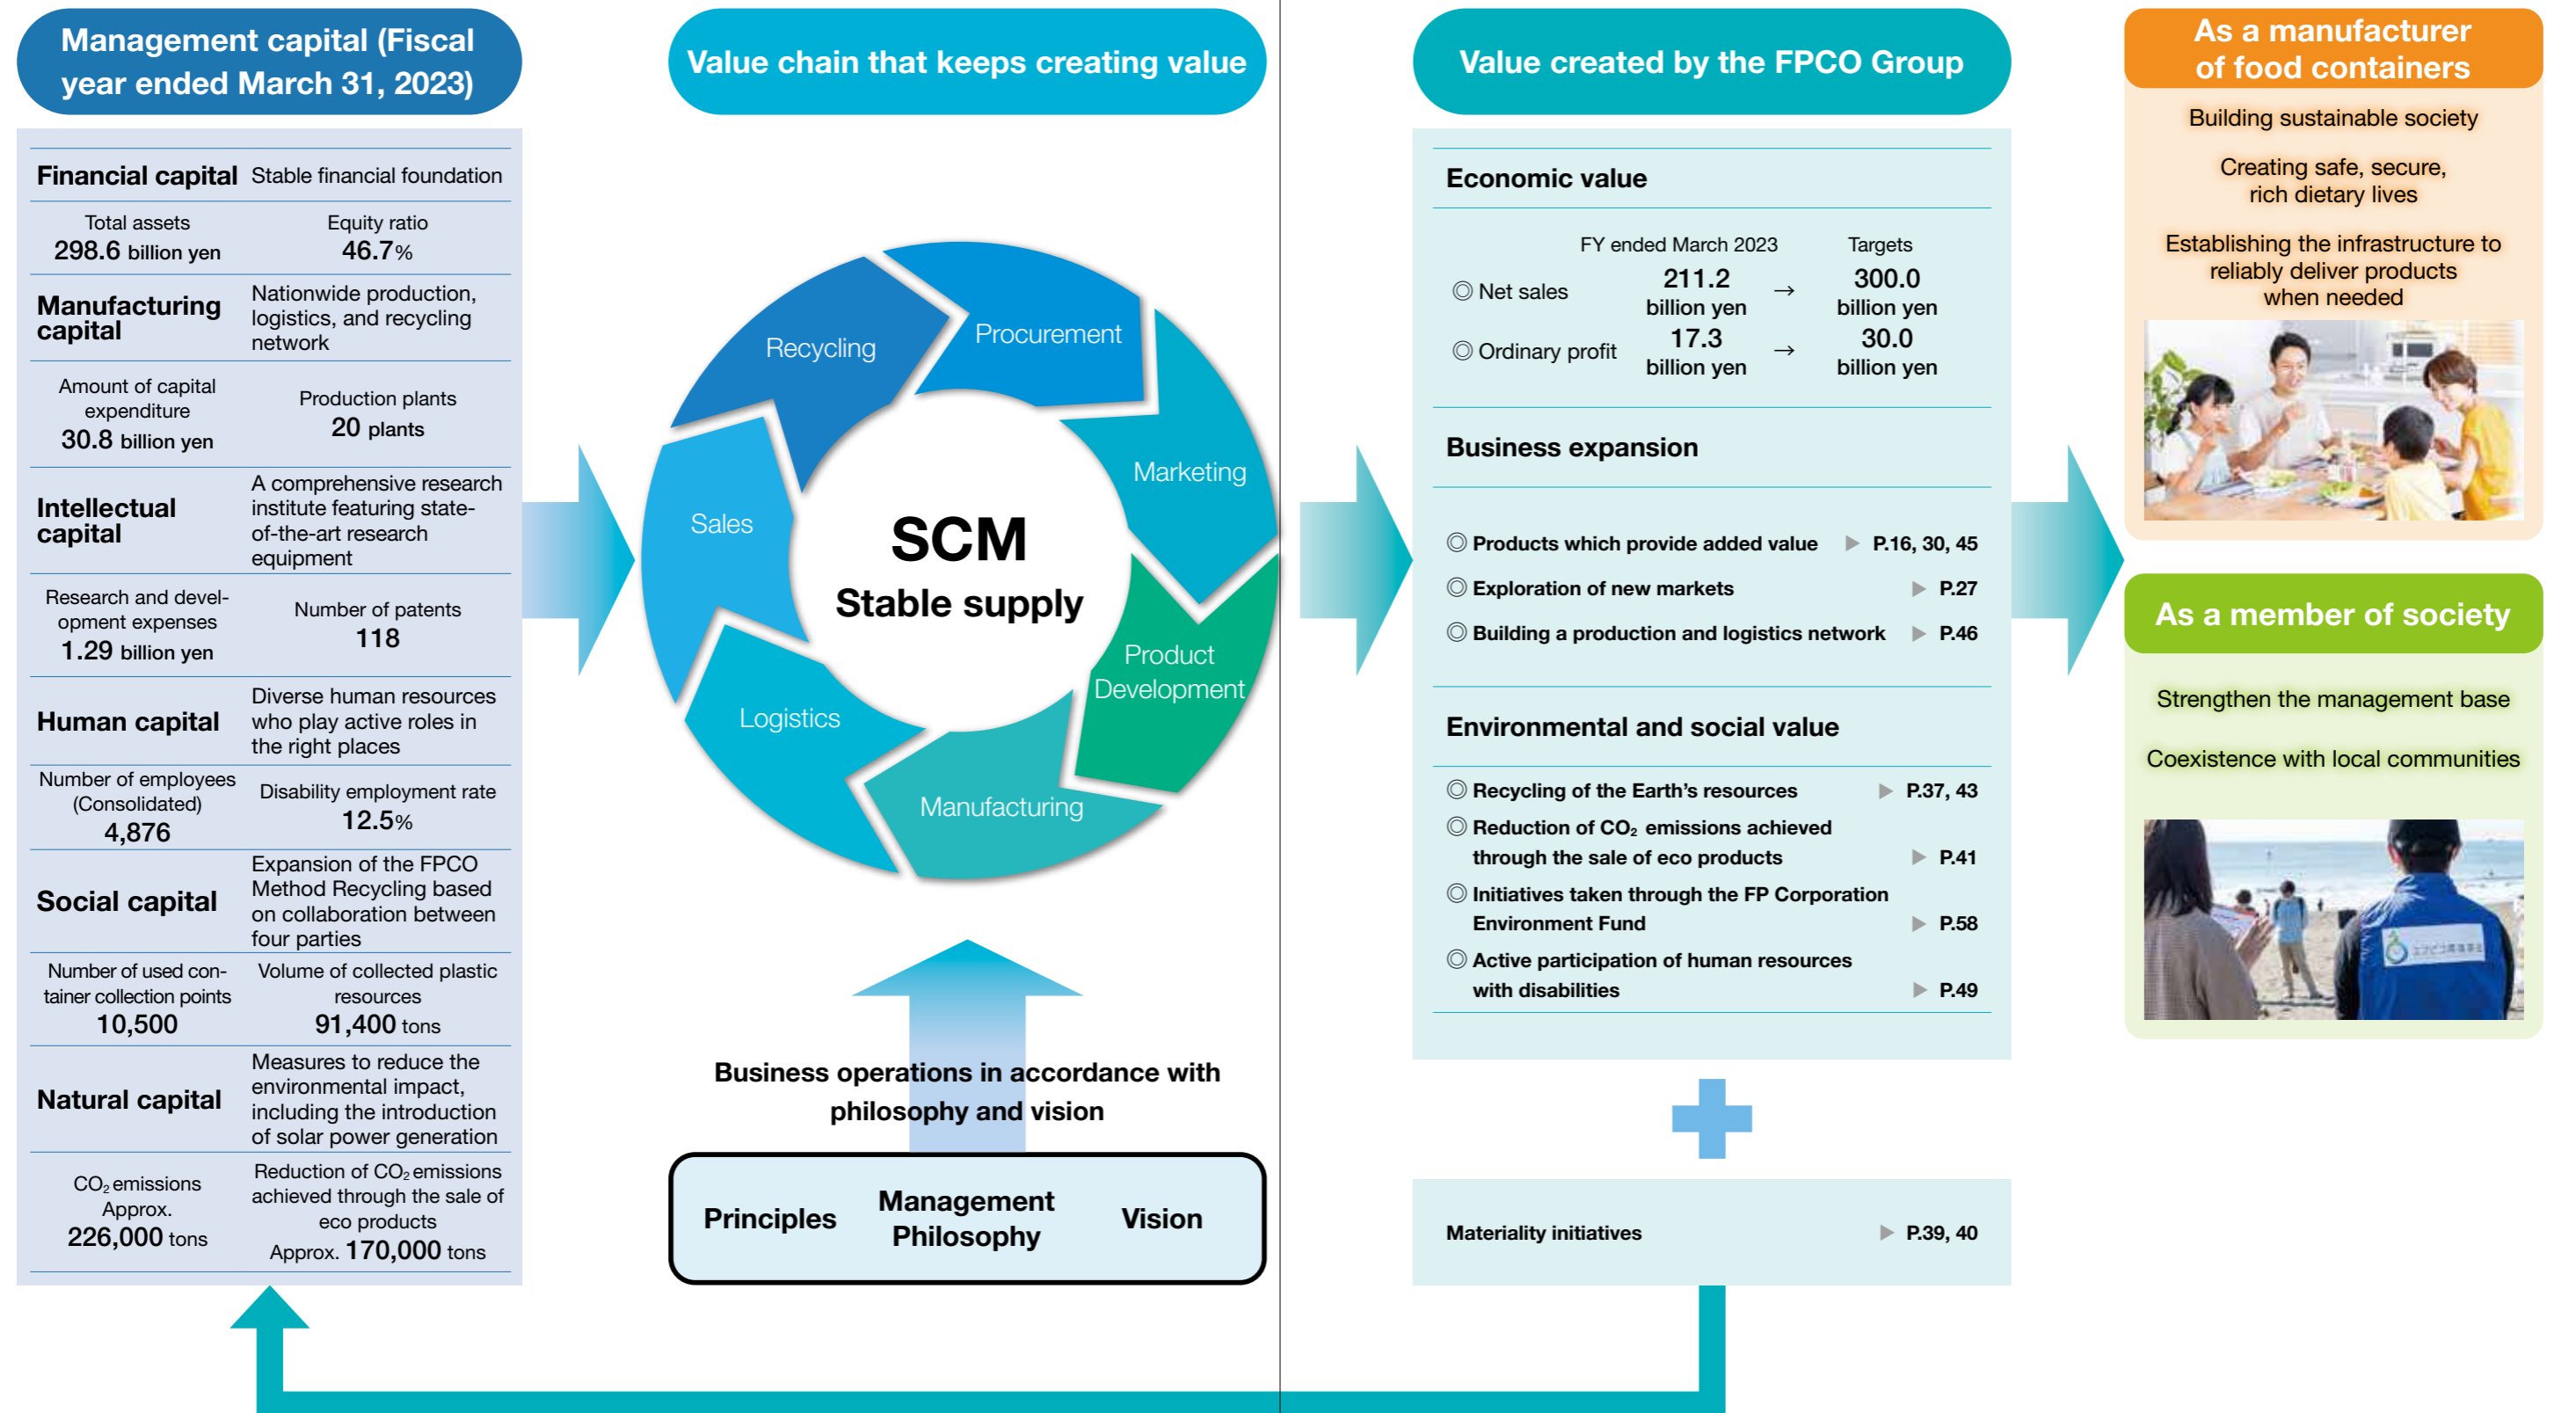 Management capital (Fiscal
year ended March 31, 2023)
Financial capital Stable financial foundation
Total assets
298.6 billion yen
Equity ratio
46.7%
Manufacturing
capital
Nationwide production,
logistics, and recycling
network
Amount of capital
expenditure
30.8 billion yen
Production plants
20 plants
Intellectual
capital
A comprehensive research
institute featuring state-
of-the-art research
equipment
Research and devel-
opment expenses
1.29 billion yen
Number of patents
118
Human capital
Diverse human resources
who play active roles in
the right places
Number of employees
(Consolidated)
4,876
Disability employment rate
12.5%
Social capital
Expansion of the FPCO
Method Recycling based
on collaboration between
four parties
Number of used con-
tainer collection points
10,500
Volume of collected plastic
resources
91,400 tons
Natural capital
Measures to reduce the
environmental impact,
including the introduction
of solar power generation
CO₂ emissions
Approx.
226,000 tons
Reduction of CO₂ emissions
achieved through the sale of
eco products
Approx. 170,000 tons
Value chain that keeps creating value
Procurement
Marketing
Product
Development
Manufacturing
Logistics
Sales
Recycling
SCM
Stable supply
Business operations in accordance with
philosophy and vision
Principles
Management
Philosophy
Vision
Value created by the FPCO Group
Economic value
FY ended March 2023 Targets
◎ Net sales 211.2 billion yen → 300.0 billion yen
◎ Ordinary profit 17.3 billion yen → 30.0 billion yen
Business expansion
◎ Products which provide added value ▶ P.16, 30, 45
◎ Exploration of new markets ▶ P.27
◎ Building a production and logistics network ▶ P.46
Environmental and social value
◎ Recycling of the Earth's resources ▶ P.37, 43
◎ Reduction of CO₂ emissions achieved
through the sale of eco products ▶ P.41
◎ Initiatives taken through the FP Corporation
Environment Fund ▶ P.58
◎ Active participation of human resources
with disabilities ▶ P.49
Materiality initiatives ▶ P.39, 40
As a manufacturer
of food containers
Building sustainable society
Creating safe, secure,
rich dietary lives
Establishing the infrastructure to
reliably deliver products
when needed
As a member of society
Strengthen the management base
Coexistence with local communities